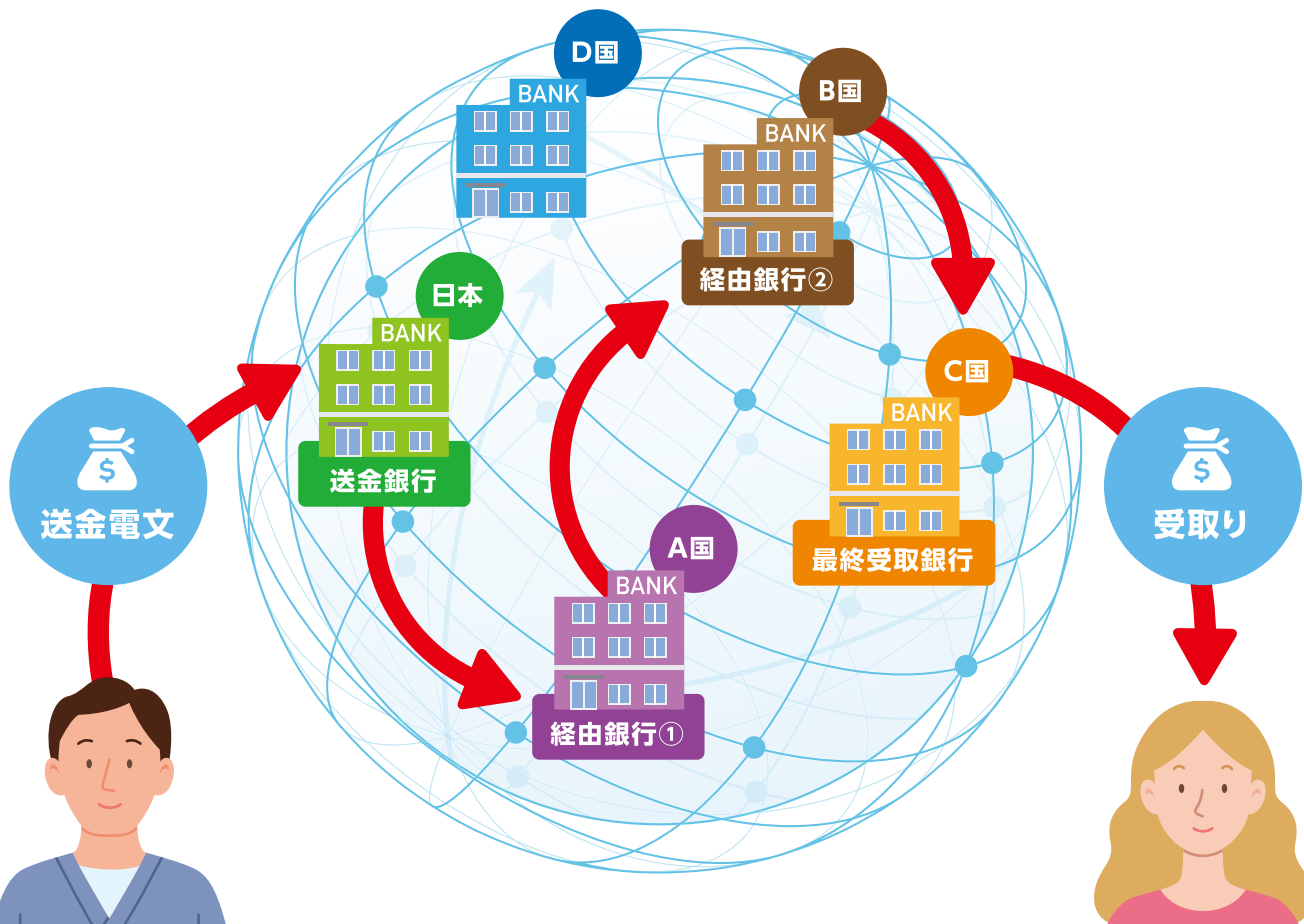 D国
BANK
B国
BANK
経由銀行②
日本
BANK
送金銀行
$
送金電文
A国
BANK
経由銀行①
C国
BANK
最終受取銀行
$
受取り